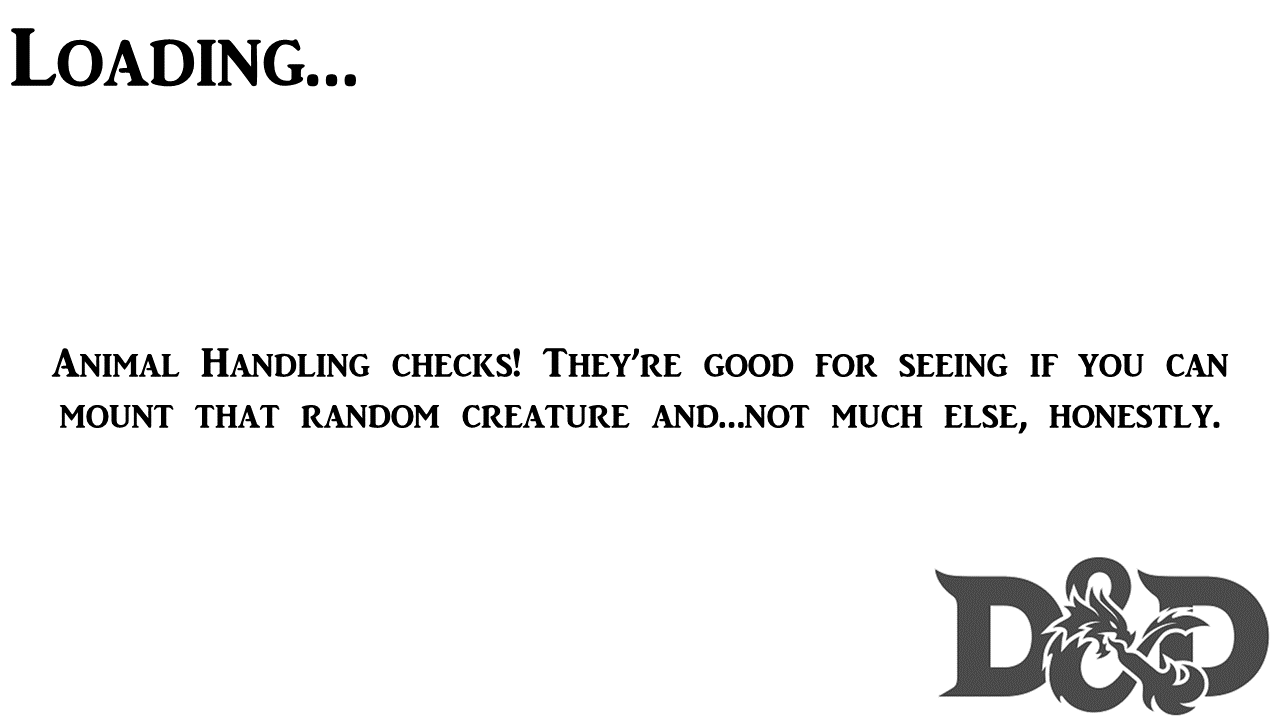 Loading...
Animal Handling checks! They're good for seeing if you can
mount that random creature and...not much else, honestly.
D&D